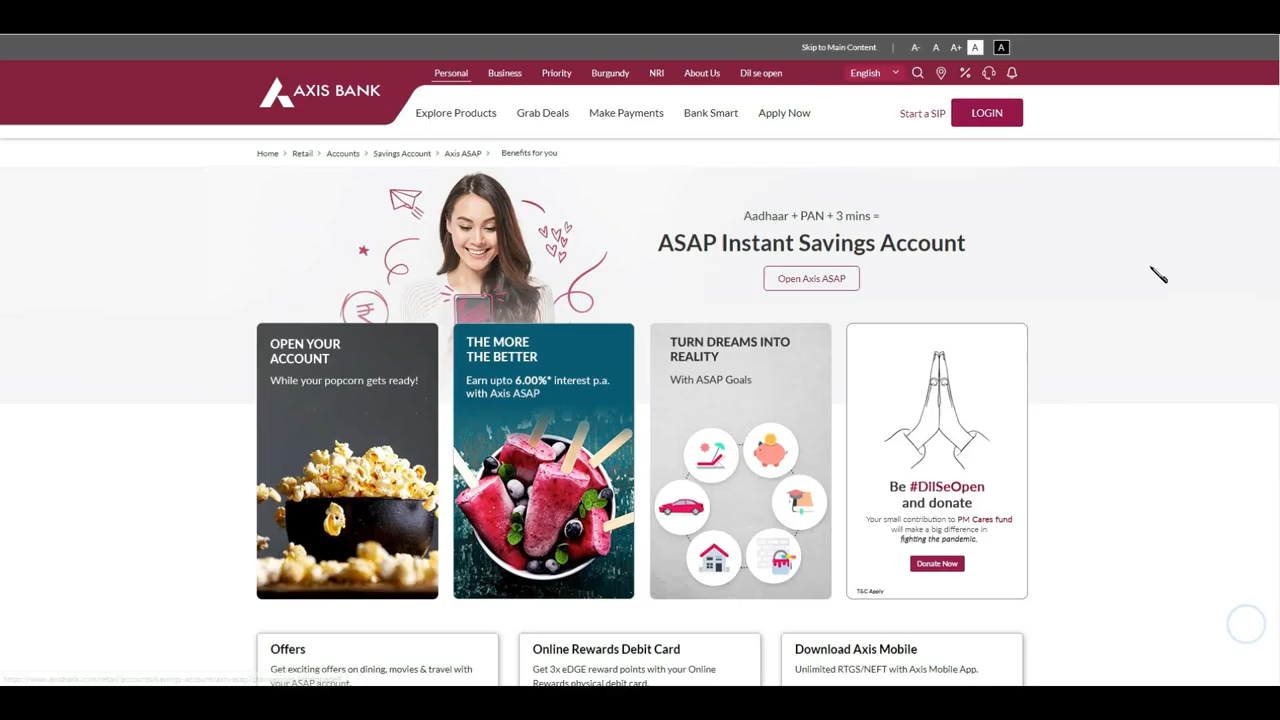 Skip to Main Content | A- A A+ A A
Personal Business Priority Burgundy NRI About Us Dil se open English
AXIS BANK
Explore Products Grab Deals Make Payments Bank Smart Apply Now Start a SIP LOGIN
Home > Retail > Accounts > Savings Account > Axis ASAP > Benefits for you
Aadhaar + PAN + 3 mins =
ASAP Instant Savings Account
Open Axis ASAP
OPEN YOUR
ACCOUNT
While your popcorn gets ready!
THE MORE
THE BETTER
Earn upto 6.00%* interest p.a.
with Axis ASAP
TURN DREAMS INTO
REALITY
With ASAP Goals
Be #DilSeOpen
and donate
Your small contribution to PM Cares fund
will make a big difference in
fighting the pandemic.
Donate Now
T&C Apply
Offers
Get exciting offers on dining, movies & travel with
your ASAP account.
Online Rewards Debit Card
Get 3x eDGE reward points with your Online
Rewards physical debit card.
Download Axis Mobile
Unlimited RTGS/NEFT with Axis Mobile App.